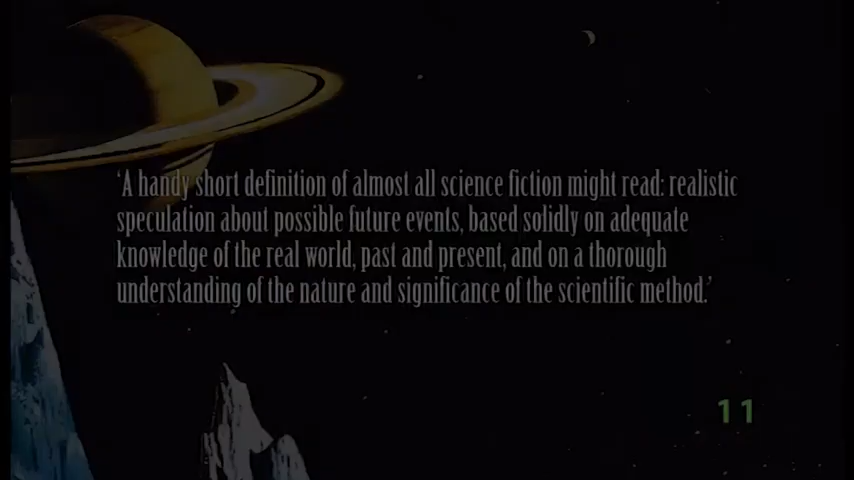 ‘A handy short definition of almost all science fiction might read: realistic
speculation about possible future events, based solidly on adequate
knowledge of the real world, past and present, and on a thorough
understanding of the nature and significance of the scientific method.’
11